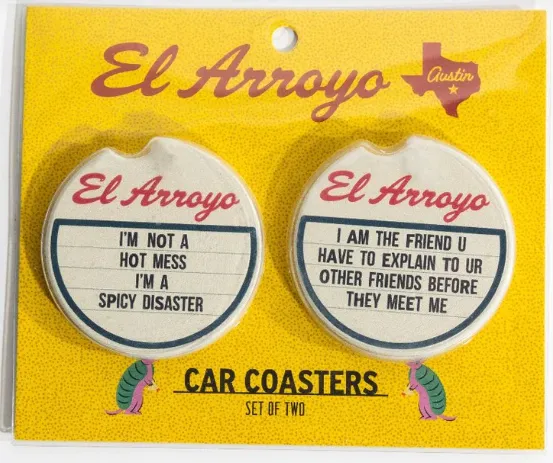 El Arroyo
Austin
El Arroyo
I'M NOT A
HOT MESS
I'M A
SPICY DISASTER
El Arroyo
I AM THE FRIEND U
HAVE TO EXPLAIN TO UR
OTHER FRIENDS BEFORE
THEY MEET ME
CAR COASTERS
SET OF TWO